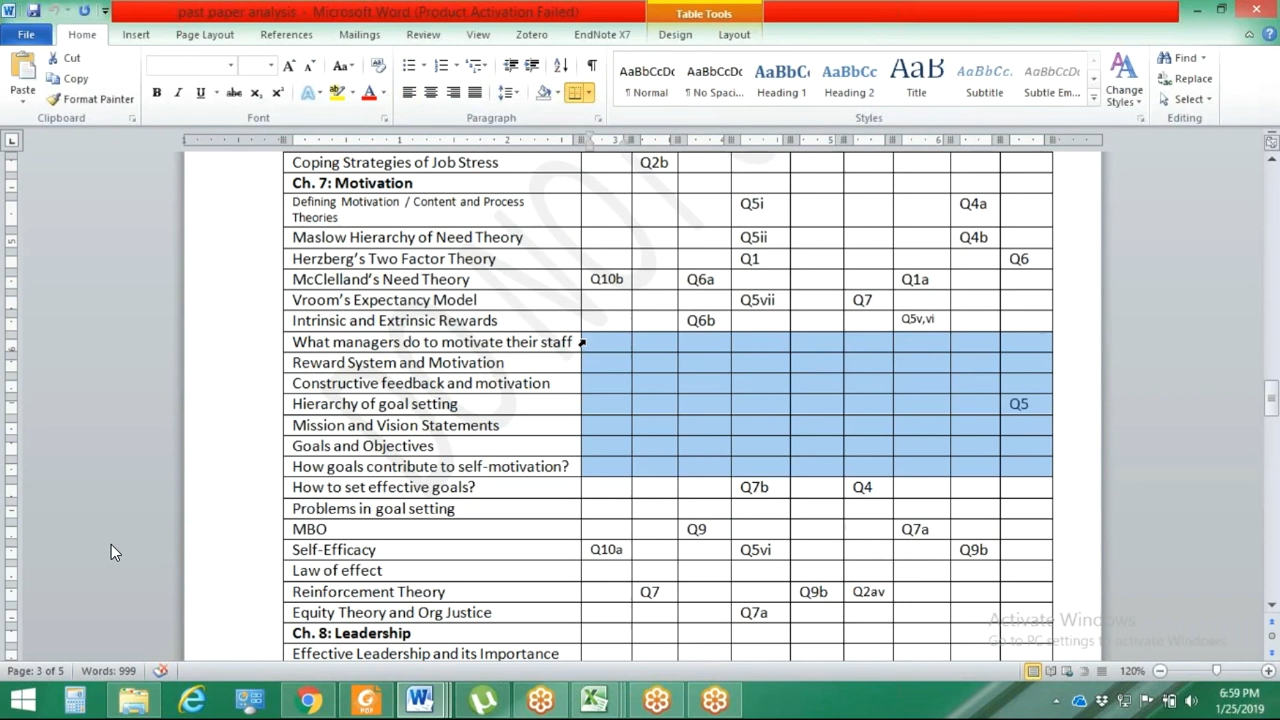 past paper analysis - Microsoft Word (Product Activation Failed)
Table Tools
File Home Insert Page Layout References Mailings Review View Zotero EndNote X7 Design Layout
Paste
Cut
Copy
Format Painter
Clipboard
Font
Paragraph
AaBbCcDc AaBbCcDc AaBbC AaBbCc AaB AaBbCcL AaBbCcDc
¶ Normal ¶ No Spaci... Heading 1 Heading 2 Title Subtitle Subtle Em...
Styles
Change Styles
Find
Replace
Select
Editing
Coping Strategies of Job Stress Q2b
Ch. 7: Motivation
Defining Motivation / Content and Process Theories Q5i Q4a
Maslow Hierarchy of Need Theory Q5ii Q4b
Herzberg's Two Factor Theory Q1 Q6
McClelland's Need Theory Q10b Q6a Q1a
Vroom's Expectancy Model Q5vii Q7
Intrinsic and Extrinsic Rewards Q6b Q5v,vi
What managers do to motivate their staff
Reward System and Motivation
Constructive feedback and motivation
Hierarchy of goal setting Q5
Mission and Vision Statements
Goals and Objectives
How goals contribute to self-motivation?
How to set effective goals? Q7b Q4
Problems in goal setting
MBO Q9 Q7a
Self-Efficacy Q10a Q5vi Q9b
Law of effect
Reinforcement Theory Q7 Q9b Q2av
Equity Theory and Org Justice Q7a
Ch. 8: Leadership
Effective Leadership and its Importance
Activate Windows
Go to PC settings to activate Windows.
Page: 3 of 5 Words: 999 120%
6:59 PM
1/25/2019